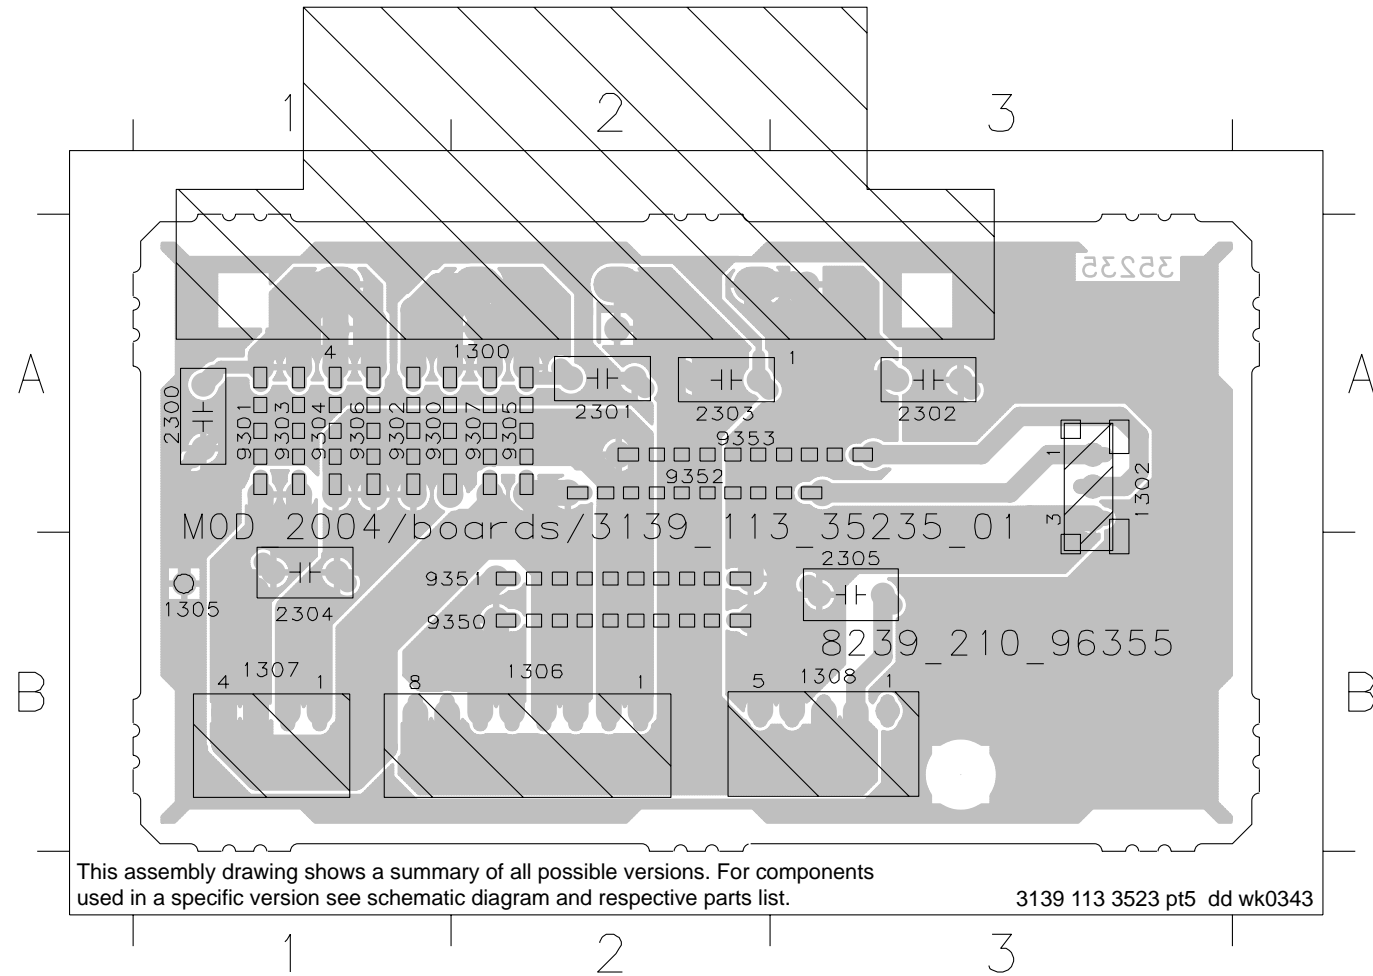 1 2 3
35235
A A
4 1300 1
2300 9301 9303 9304 9306 9302 9300 9307 9305 2301 2303 2302
9353
9352
1 3 1302
MOD_2004/boards/3139_113_35235_01
2305
9351
1305 2304 9350
8239_210_96355
B B
1307 1306 1308
4 1 8 1 5 1
This assembly drawing shows a summary of all possible versions. For components
used in a specific version see schematic diagram and respective parts list.
3139 113 3523 pt5 dd wk0343
1 2 3